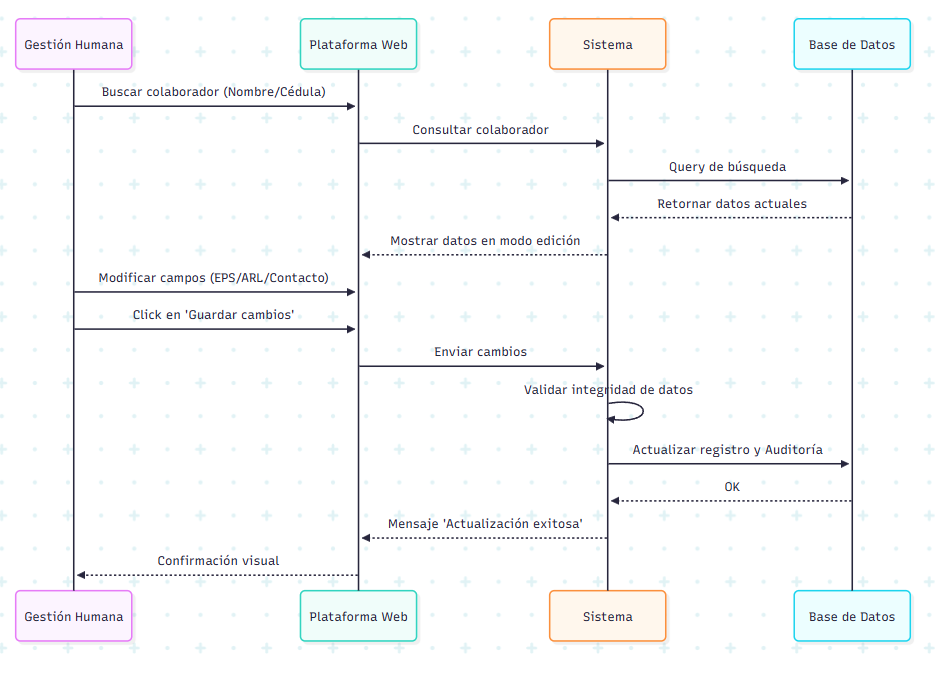 Gestión Humana
Plataforma Web
Sistema
Base de Datos
Buscar colaborador (Nombre/Cédula)
Consultar colaborador
Query de búsqueda
Retornar datos actuales
Mostrar datos en modo edición
Modificar campos (EPS/ARL/Contacto)
Click en 'Guardar cambios'
Enviar cambios
Validar integridad de datos
Actualizar registro y Auditoría
OK
Mensaje 'Actualización exitosa'
Confirmación visual
Gestión Humana
Plataforma Web
Sistema
Base de Datos